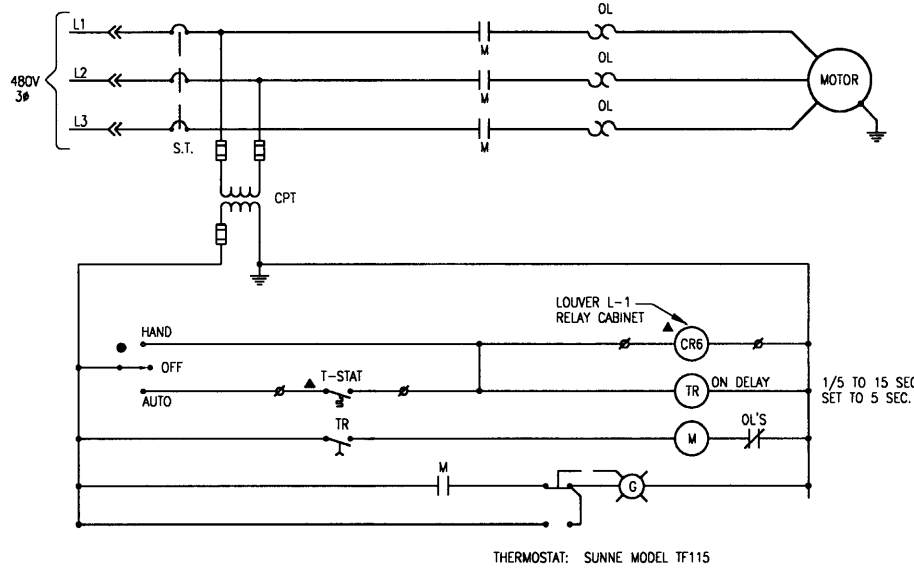 L1
OL
M
L2
OL
480V
3ø
M
MOTOR
L3
OL
S.T.
M
CPT
LOUVER L-1
RELAY CABINET
HAND
CR6
OFF
T-STAT
AUTO
TR
ON DELAY
1/5 TO 15 SEC
SET TO 5 SEC.
TR
OL'S
M
M
G
THERMOSTAT: SUNNE MODEL TF115